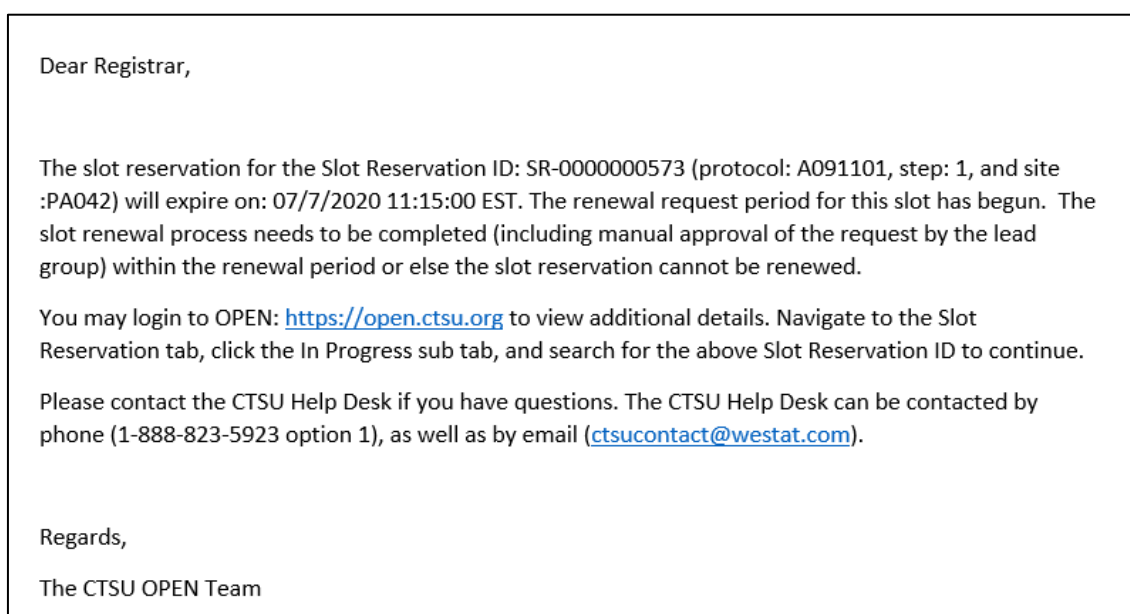 Dear Registrar,
The slot reservation for the Slot Reservation ID: SR-0000000573 (protocol: A091101, step: 1, and site
:PA042) will expire on: 07/7/2020 11:15:00 EST. The renewal request period for this slot has begun.  The
slot renewal process needs to be completed (including manual approval of the request by the lead
group) within the renewal period or else the slot reservation cannot be renewed.
You may login to OPEN: https://open.ctsu.org to view additional details. Navigate to the Slot
Reservation tab, click the In Progress sub tab, and search for the above Slot Reservation ID to continue.
Please contact the CTSU Help Desk if you have questions. The CTSU Help Desk can be contacted by
phone (1-888-823-5923 option 1), as well as by email (ctsucontact@westat.com).
Regards,
The CTSU OPEN Team